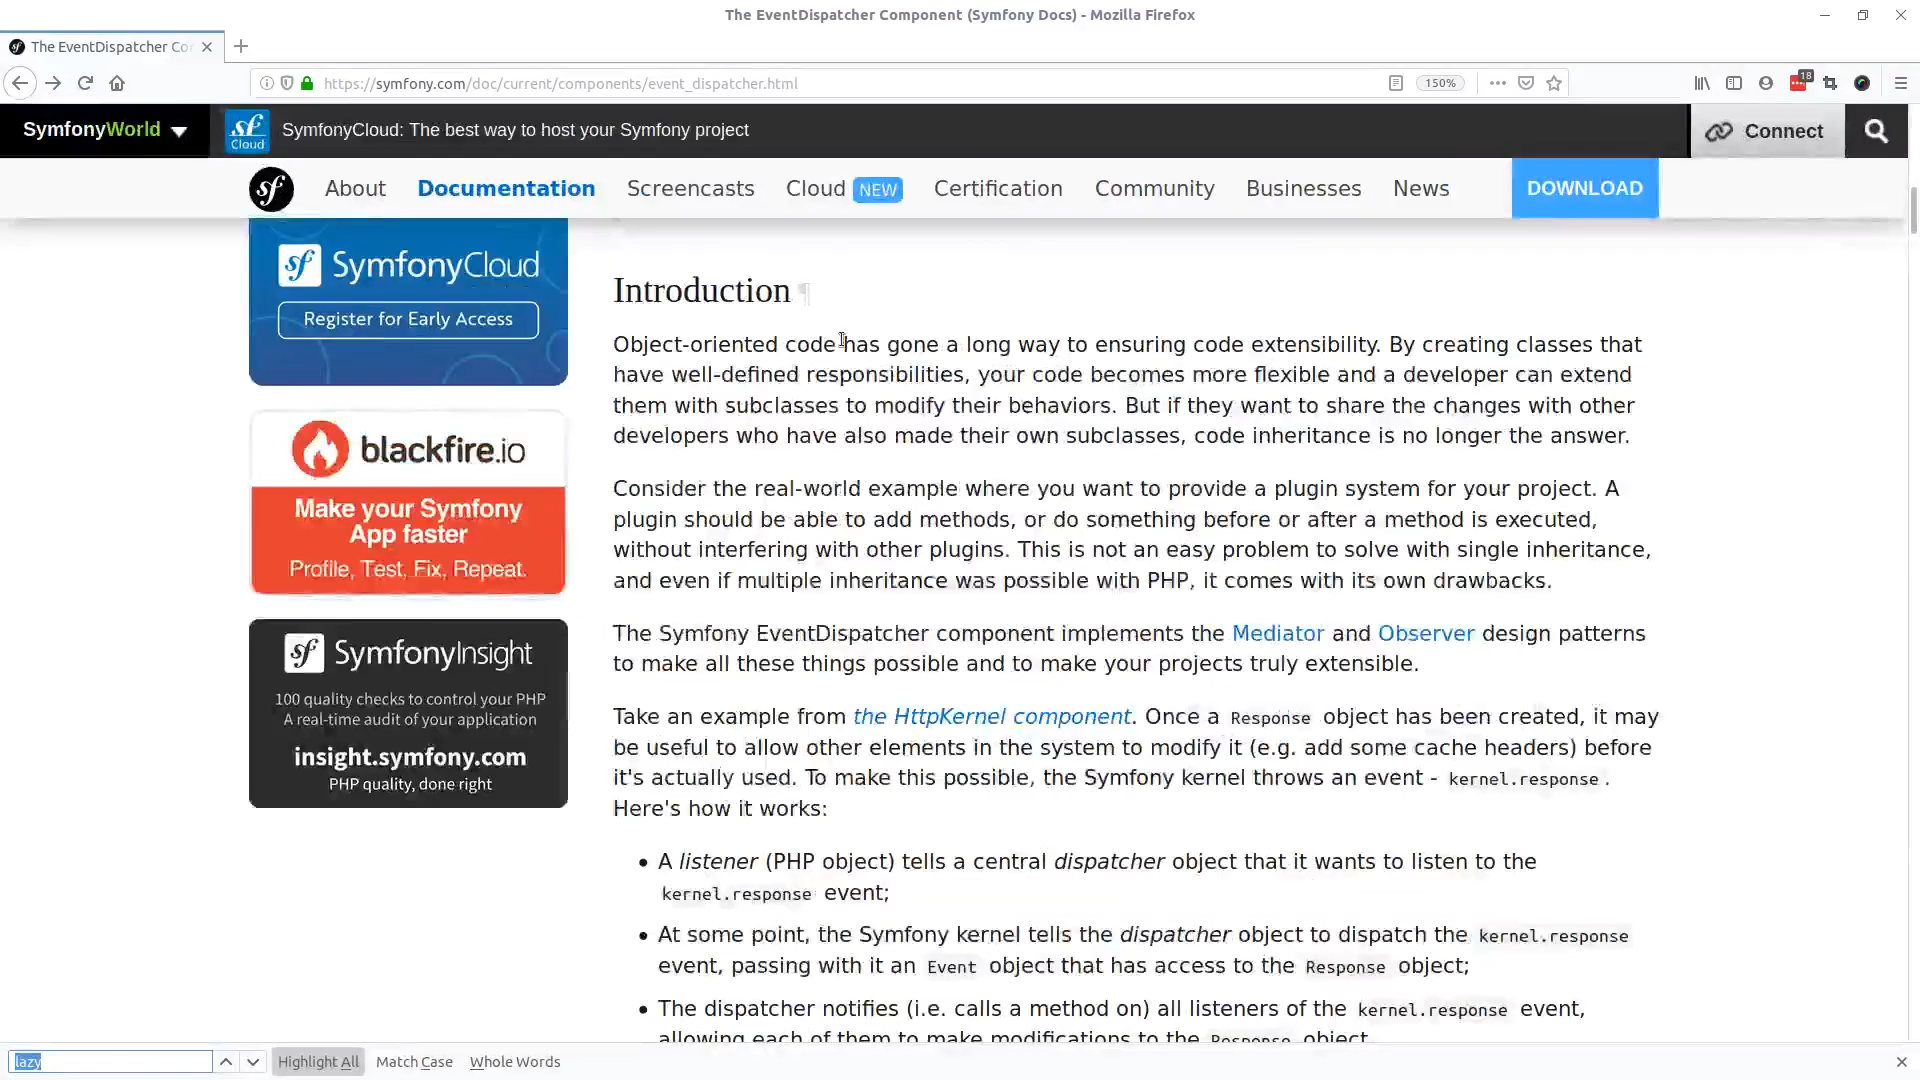 The EventDispatcher Component (Symfony Docs) - Mozilla Firefox
The EventDispatcher Co
https://symfony.com/doc/current/components/event_dispatcher.html
150%
18
SymfonyWorld
sf Cloud
SymfonyCloud: The best way to host your Symfony project
Connect
sf
About
Documentation
Screencasts
Cloud NEW
Certification
Community
Businesses
News
DOWNLOAD
sf SymfonyCloud
Register for Early Access
blackfire.io
Make your Symfony
App faster
Profile, Test, Fix, Repeat.
sf SymfonyInsight
100 quality checks to control your PHP
A real-time audit of your application
insight.symfony.com
PHP quality, done right
Introduction ¶
Object-oriented code has gone a long way to ensuring code extensibility. By creating classes that
have well-defined responsibilities, your code becomes more flexible and a developer can extend
them with subclasses to modify their behaviors. But if they want to share the changes with other
developers who have also made their own subclasses, code inheritance is no longer the answer.
Consider the real-world example where you want to provide a plugin system for your project. A
plugin should be able to add methods, or do something before or after a method is executed,
without interfering with other plugins. This is not an easy problem to solve with single inheritance,
and even if multiple inheritance was possible with PHP, it comes with its own drawbacks.
The Symfony EventDispatcher component implements the Mediator and Observer design patterns
to make all these things possible and to make your projects truly extensible.
Take an example from the HttpKernel component. Once a Response object has been created, it may
be useful to allow other elements in the system to modify it (e.g. add some cache headers) before
it's actually used. To make this possible, the Symfony kernel throws an event - kernel.response.
Here's how it works:
• A listener (PHP object) tells a central dispatcher object that it wants to listen to the
kernel.response event;
• At some point, the Symfony kernel tells the dispatcher object to dispatch the kernel.response
event, passing with it an Event object that has access to the Response object;
• The dispatcher notifies (i.e. calls a method on) all listeners of the kernel.response event,
allowing each of them to make modifications to the Response object.
lazy
Highlight All
Match Case
Whole Words